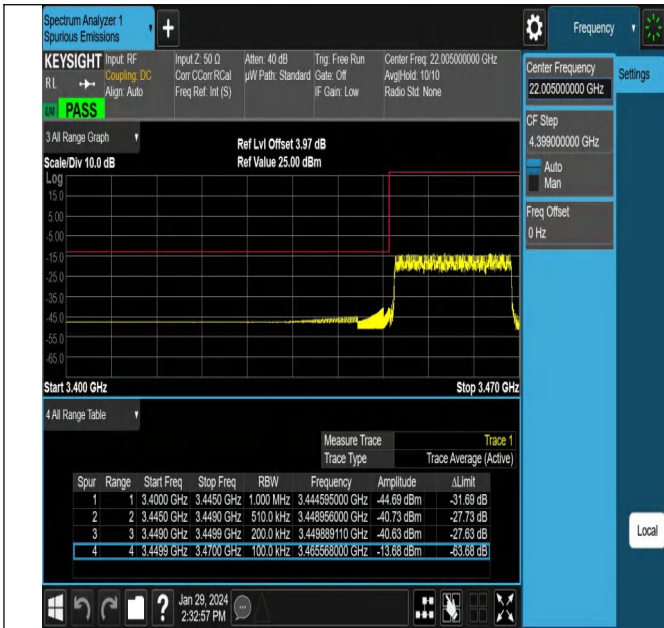 Spectrum Analyzer 1
Spurious Emissions
Frequency
KEYSIGHT Input: RF Input Z: 50 Ω Atten: 40 dB Trig: Free Run Center Freq: 22.005000000 GHz
RL Coupling: DC Corr CCorr RCal µW Path: Standard Gate: Off Avg|Hold: 10/10
Align: Auto Freq Ref: Int (S) IF Gain: Low Radio Std: None
PASS
Center Frequency
22.005000000 GHz
Settings
CF Step
4.399000000 GHz
Auto
Man
Freq Offset
0 Hz
3 All Range Graph
Ref Lvl Offset 3.97 dB
Scale/Div 10.0 dB Ref Value 25.00 dBm
Log
15.0
5.00
-5.00
-15.0
-25.0
-35.0
-45.0
-55.0
-65.0
Start 3.400 GHz Stop 3.470 GHz
4 All Range Table
Measure Trace Trace 1
Trace Type Trace Average (Active)
Spur Range Start Freq Stop Freq RBW Frequency Amplitude ΔLimit
1 1 3.4000 GHz 3.4450 GHz 1.000 MHz 3.444595000 GHz -44.69 dBm -31.69 dB
2 2 3.4450 GHz 3.4490 GHz 510.0 kHz 3.448956000 GHz -40.73 dBm -27.73 dB
3 3 3.4490 GHz 3.4499 GHz 200.0 kHz 3.449889110 GHz -40.63 dBm -27.63 dB
4 4 3.4499 GHz 3.4700 GHz 100.0 kHz 3.465568000 GHz -13.68 dBm -63.68 dB
Local
Jan 29, 2024
2:32:57 PM